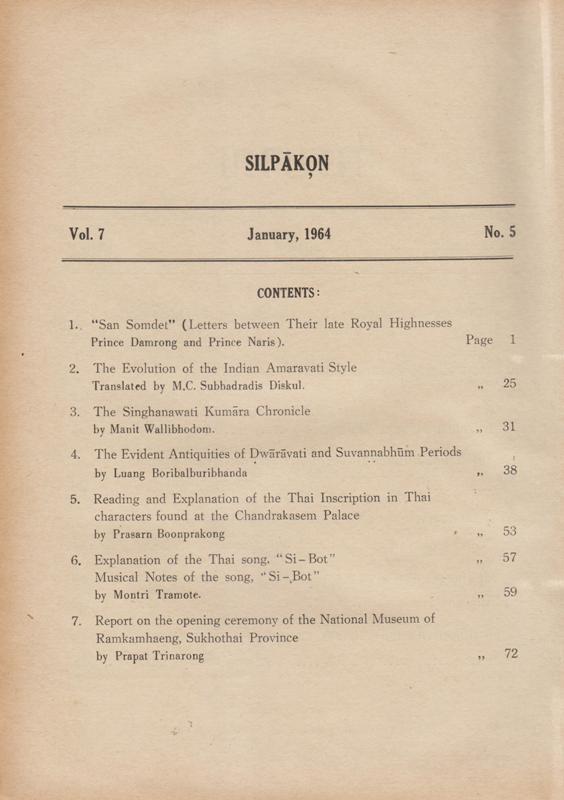 SILPĀKỌN
Vol. 7 January, 1964 No. 5
CONTENTS:
1. "San Somdet" (Letters between Their late Royal Highnesses
Prince Damrong and Prince Naris). Page 1
2. The Evolution of the Indian Amaravati Style
Translated by M.C. Subhadradis Diskul. ,, 25
3. The Singhanawati Kumāra Chronicle
by Manit Wallibhodom. ,, 31
4. The Evident Antiquities of Dwārāvati and Suvannabhūm Periods
by Luang Boribalburibhanda ,, 38
5. Reading and Explanation of the Thai Inscription in Thai
characters found at the Chandrakasem Palace
by Prasarn Boonprakong ,, 53
6. Explanation of the Thai song, "Si-Bot" ,, 57
Musical Notes of the song, "Si-Bot"
by Montri Tramote. ,, 59
7. Report on the opening ceremony of the National Museum of
Ramkamhaeng, Sukhothai Province
by Prapat Trinarong ,, 72